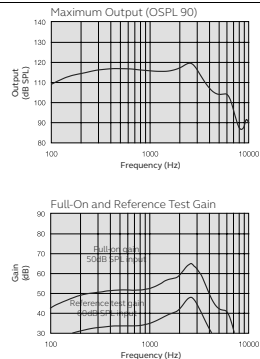 Maximum Output (OSPL 90)
140
130
120
110
100
90
80
Output
(dB SPL)
100
1000
10000
Frequency (Hz)
Full-On and Reference Test Gain
90
80
70
60
50
40
30
Gain
(dB)
Full-on gain
50dB SPL input
Reference test gain
60dB SPL input
100
1000
10000
Frequency (Hz)